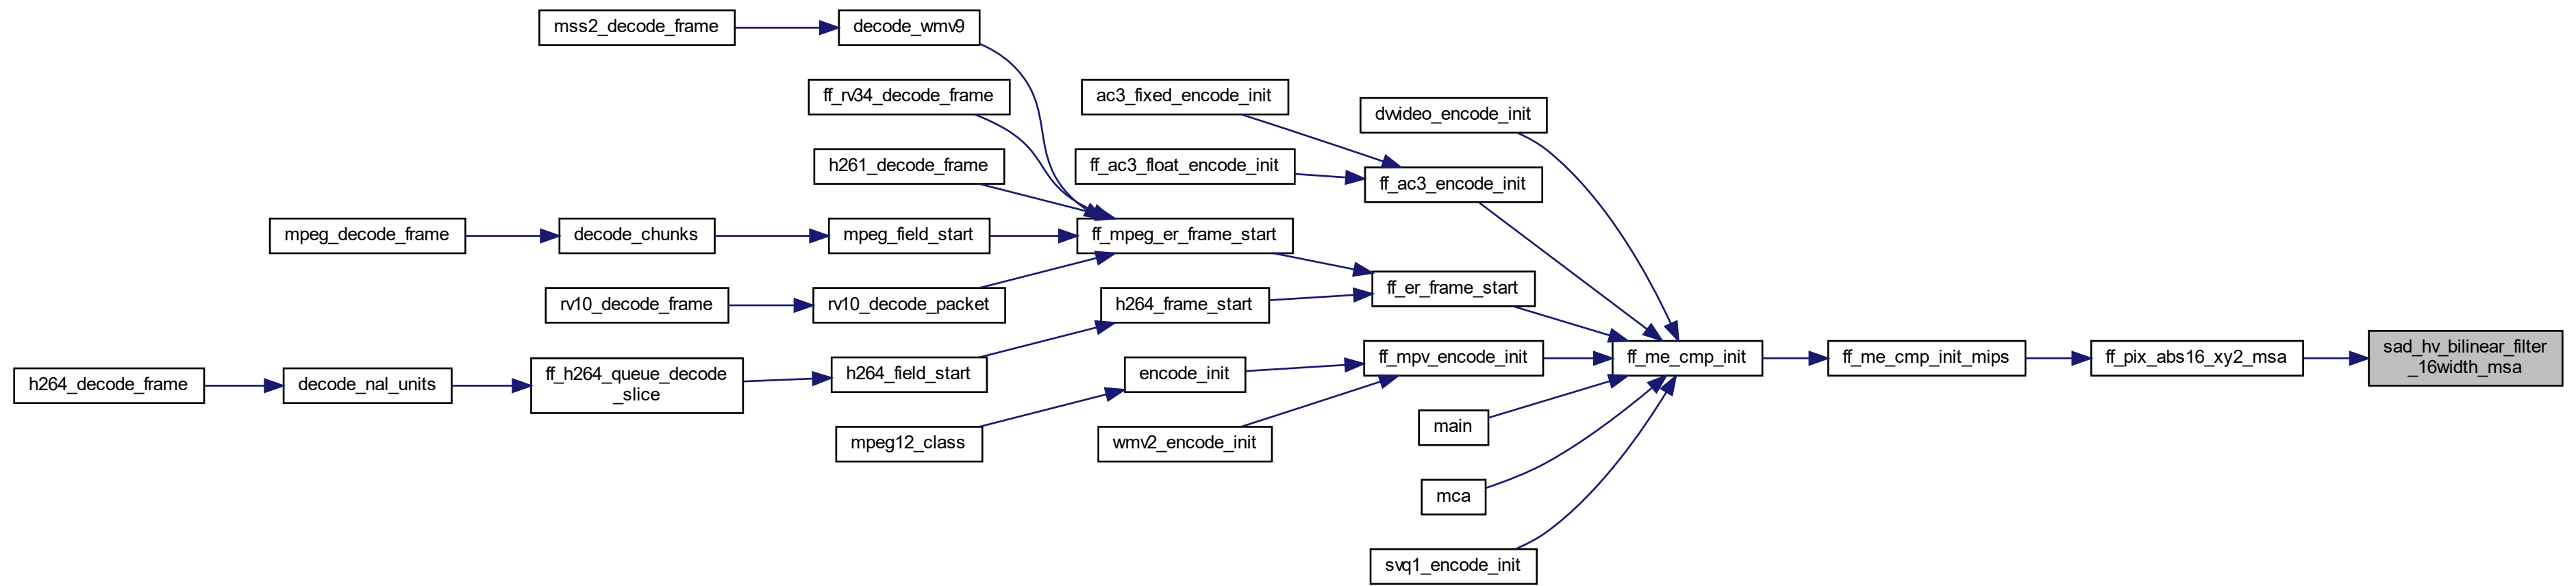 mss2_decode_frame
decode_wmv9
ff_rv34_decode_frame
ac3_fixed_encode_init
dvvideo_encode_init
h261_decode_frame
ff_ac3_float_encode_init
ff_ac3_encode_init
mpeg_decode_frame
decode_chunks
mpeg_field_start
ff_mpeg_er_frame_start
rv10_decode_frame
rv10_decode_packet
h264_frame_start
ff_er_frame_start
h264_decode_frame
decode_nal_units
ff_h264_queue_decode
_slice
h264_field_start
encode_init
ff_mpv_encode_init
ff_me_cmp_init
ff_me_cmp_init_mips
ff_pix_abs16_xy2_msa
sad_hv_bilinear_filter
_16width_msa
mpeg12_class
wmv2_encode_init
main
mca
svq1_encode_init